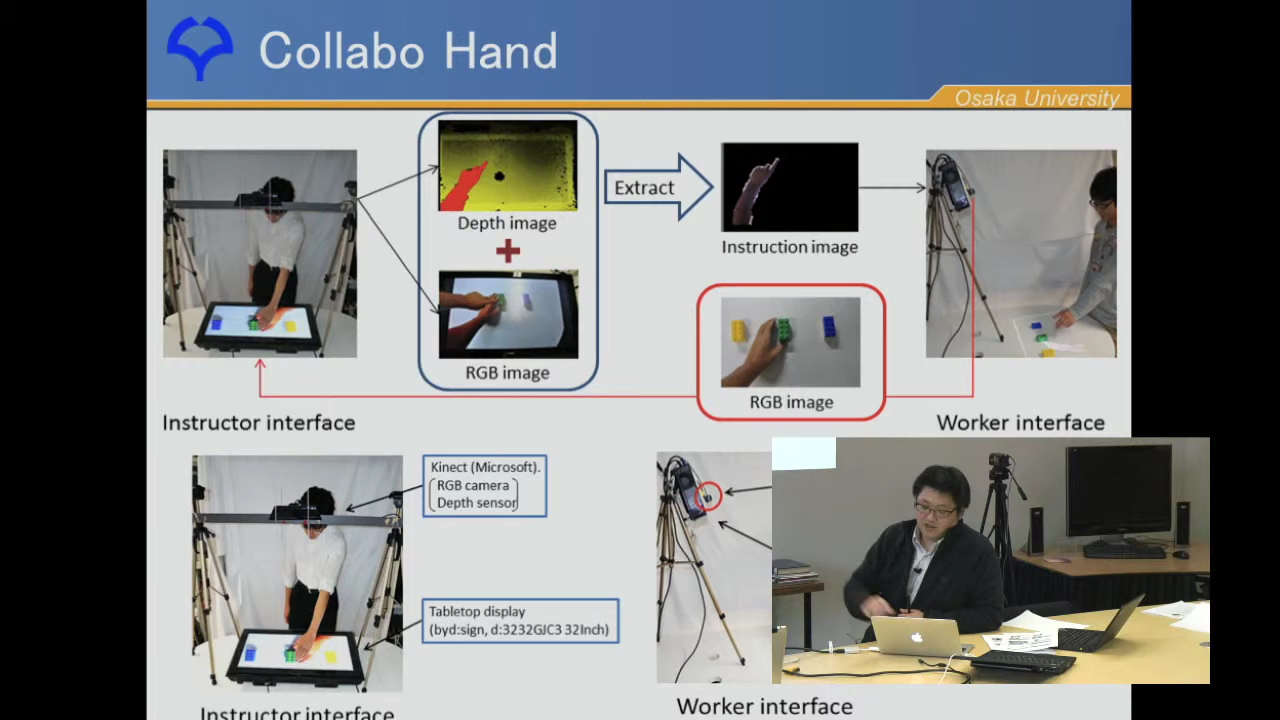 Collabo Hand
Osaka University
Depth image
Extract
Instruction image
RGB image
RGB image
Instructor interface
Worker interface
Kinect (Microsoft).
RGB camera
Depth sensor
Tabletop display
(byd:sign, d:3232GJC3 32Inch)
Instructor interface
Worker interface